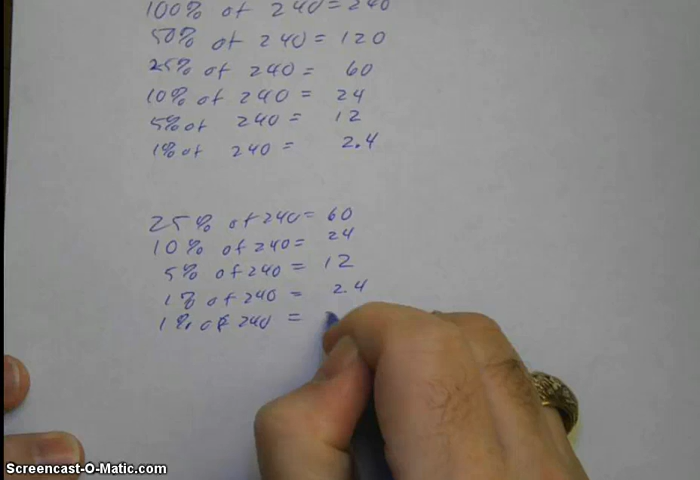 100% of 240 = 240
50% of 240 = 120
25% of 240 = 60
10% of 240 = 24
5% of 240 = 12
1% of 240 = 2.4
25% of 240 = 60
10% of 240 = 24
5% of 240 = 12
1% of 240 = 2.4
1% of 240 =
Screencast-O-Matic.com